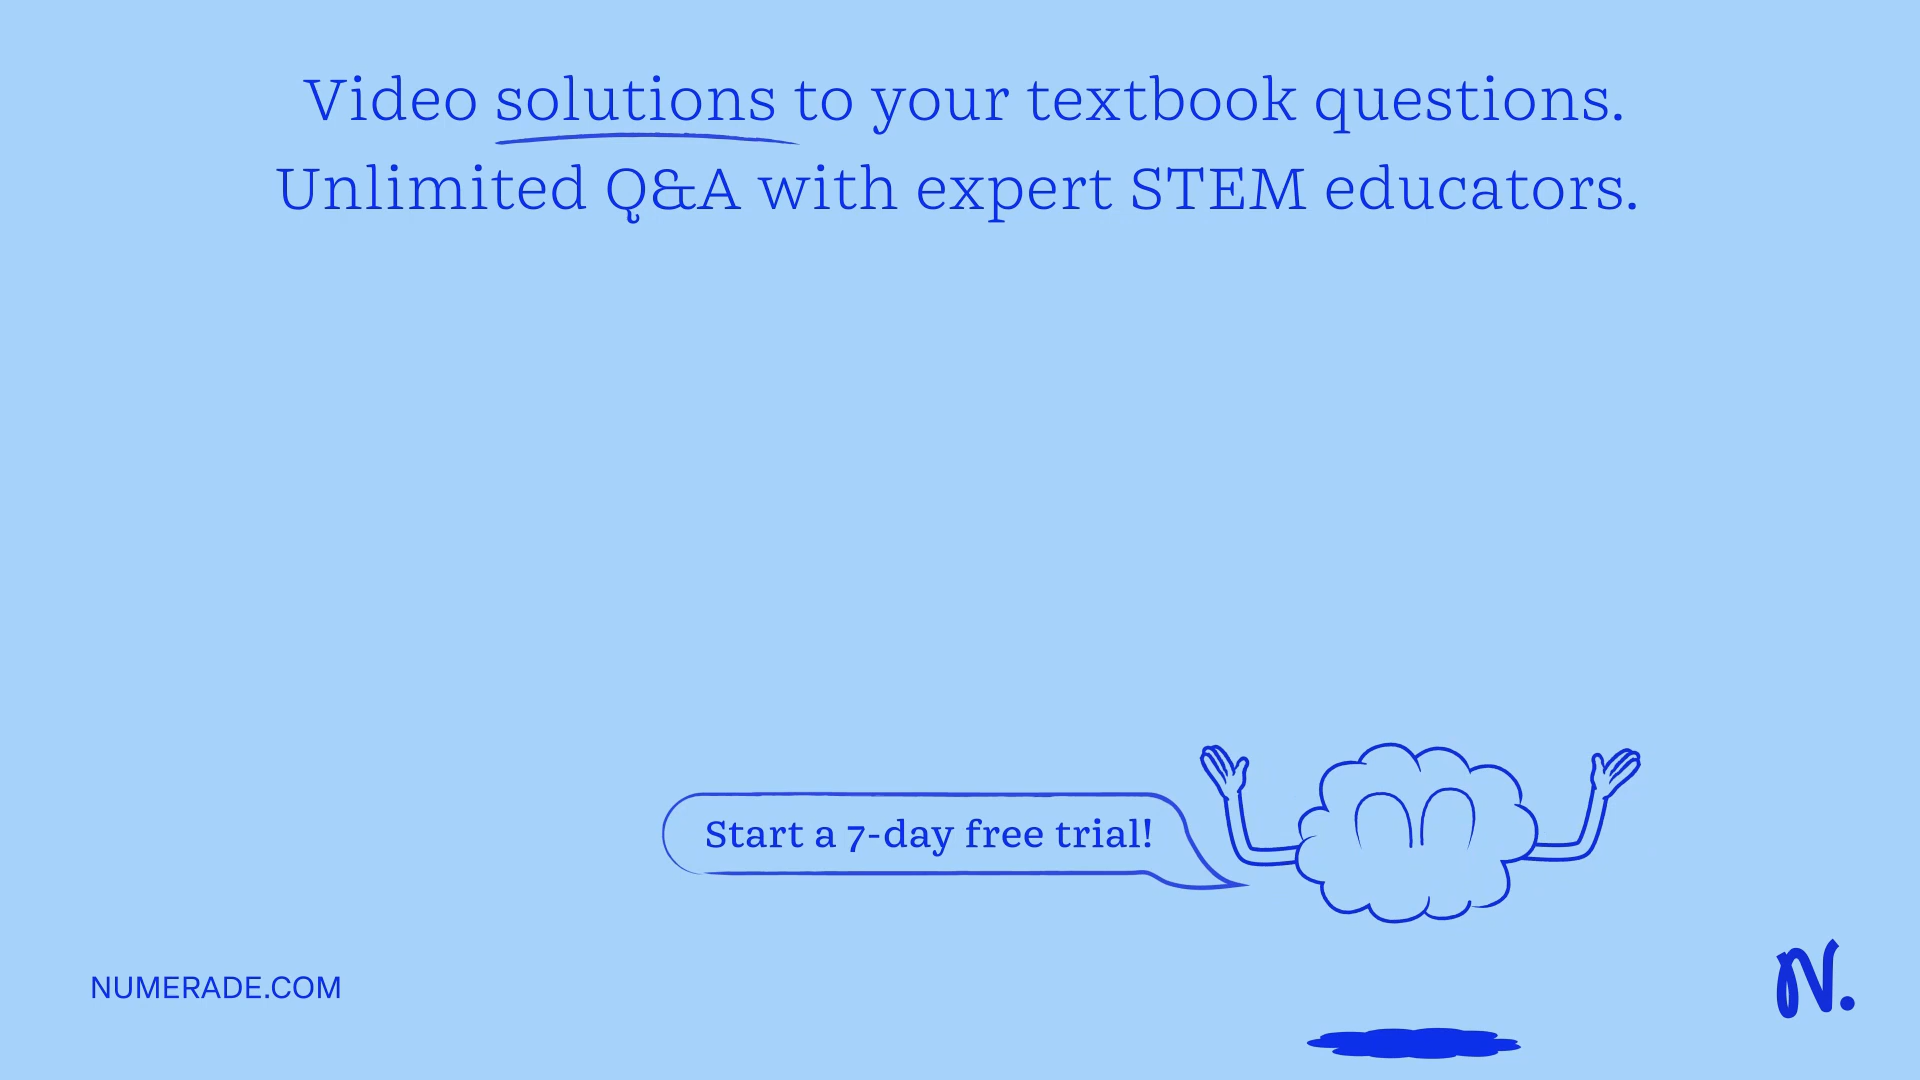 Video solutions to your textbook questions.
Unlimited Q&A with expert STEM educators.
Start a 7-day free trial!
NUMERADE.COM
N.